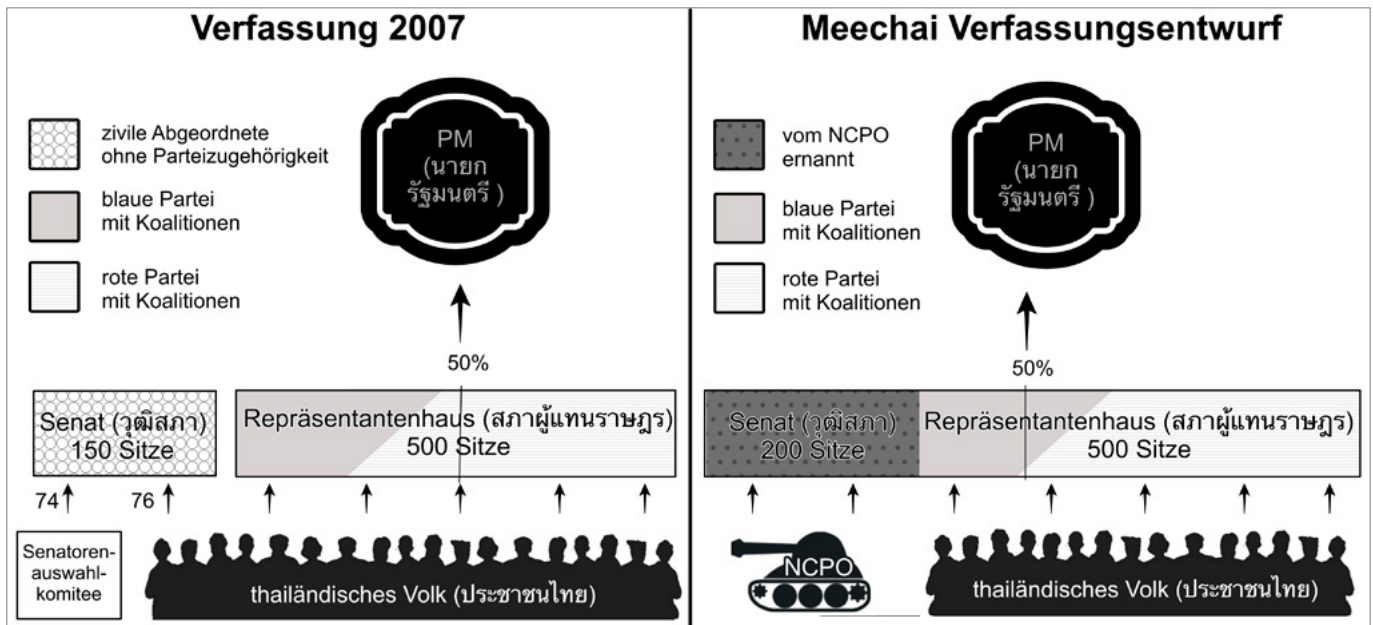 Verfassung 2007
zivile Abgeordnete
ohne Parteizugehörigkeit
blaue Partei
mit Koalitionen
rote Partei
mit Koalitionen
PM
(นายก
รัฐมนตรี )
50%
Senat (วุฒิสภา)
150 Sitze
Repräsentantenhaus (สภาผู้แทนราษฎร)
500 Sitze
74
76
Senatoren-
auswahl-
komitee
thailändisches Volk (ประชาชนไทย)
Meechai Verfassungsentwurf
vom NCPO
ernannt
blaue Partei
mit Koalitionen
rote Partei
mit Koalitionen
PM
(นายก
รัฐมนตรี )
50%
Senat (วุฒิสภา)
200 Sitze
Repräsentantenhaus (สภาผู้แทนราษฎร)
500 Sitze
NCPO
thailändisches Volk (ประชาชนไทย)